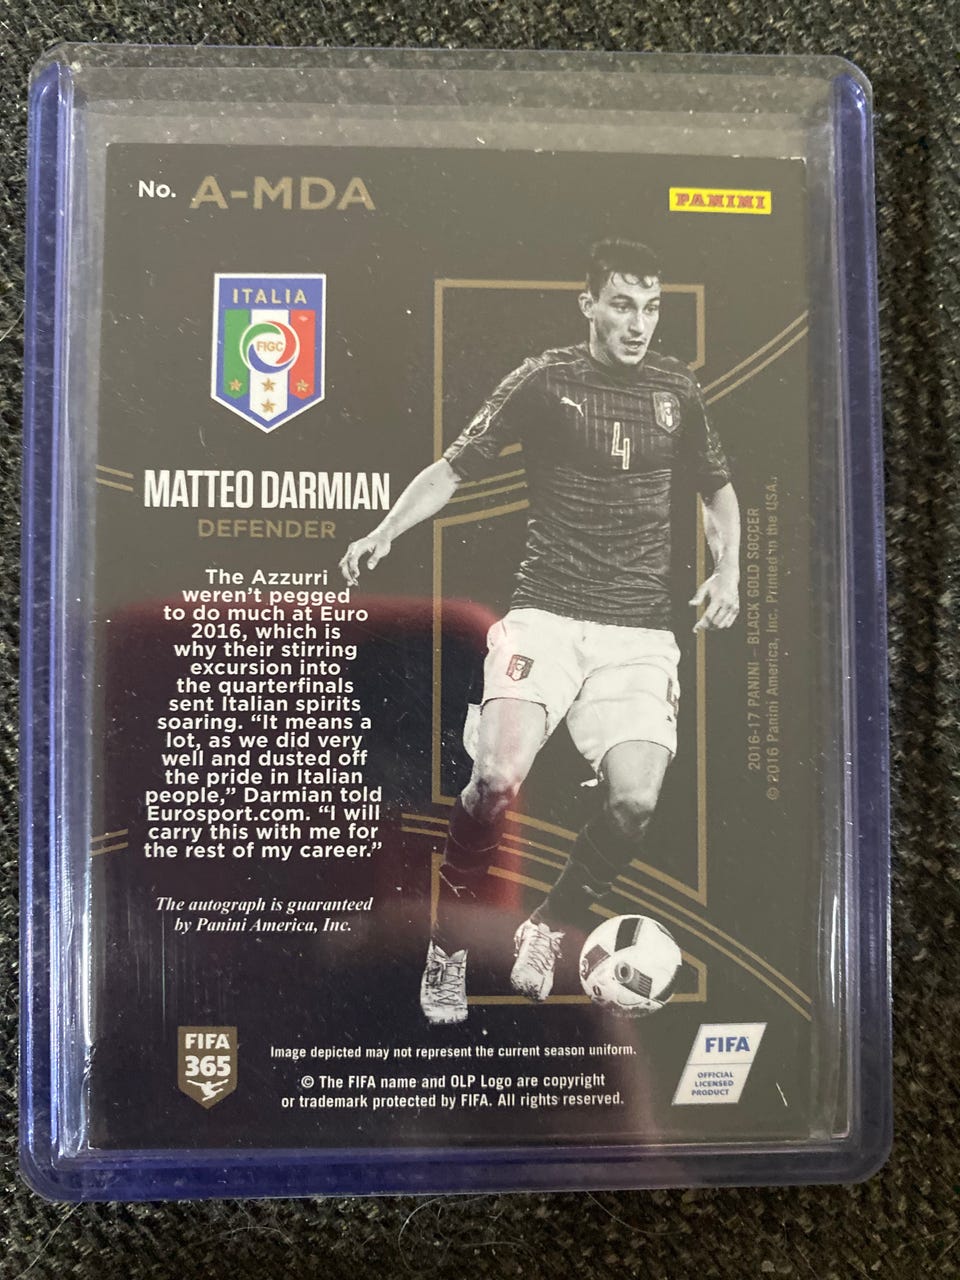 No. A-MDA
PANINI
ITALIA
FIGC
4
MATTEO DARMIAN
DEFENDER
The Azzurri
weren't pegged
to do much at Euro
2016, which is
why their stirring
excursion into
the quarterfinals
sent Italian spirits
soaring. "It means a
lot, as we did very
well and dusted off
the pride in Italian
people," Darmian told
Eurosport.com. "I will
carry this with me for
the rest of my career."
The autograph is guaranteed
by Panini America, Inc.
2016-17 PANINI – BLACK GOLD SOCCER
© 2016 Panini America, Inc. Printed in the USA.
FIFA
365
Image depicted may not represent the current season uniform.
© The FIFA name and OLP Logo are copyright
or trademark protected by FIFA. All rights reserved.
FIFA
OFFICIAL
LICENSED
PRODUCT